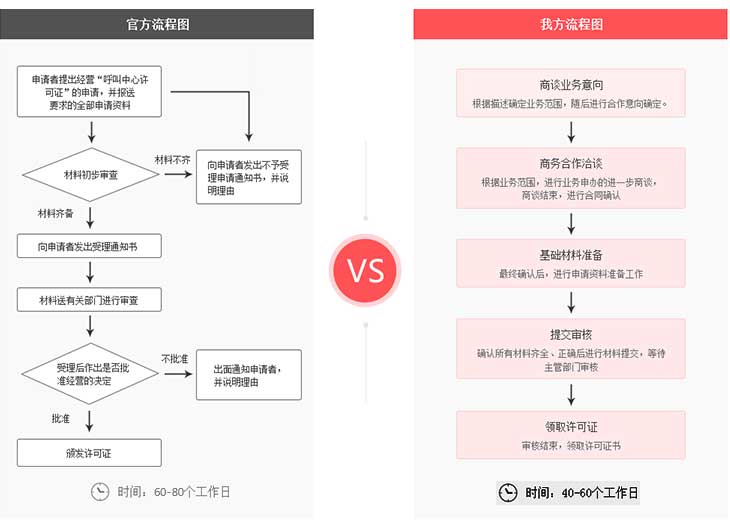 官方流程图
申请者提出经营“呼叫中心许
可证”的申请，并报送
要求的全部申请资料
材料初步审查
材料不齐
向申请者发出不予受
理申请通知书，并说
明理由
材料齐备
向申请者发出受理通知书
材料送有关部门进行审查
受理后作出是否批
准经营的决定
不批准
出面通知申请者，
并说明理由
批准
颁发许可证
时间：60-80个工作日
VS
我方流程图
商谈业务意向
根据描述确定业务范围，随后进行合作意向确定。
商务合作洽谈
根据业务范围，进行业务申办的进一步商谈，
商谈结束，进行合同确认
基础材料准备
最终确认后，进行申请资料准备工作
提交审核
确认所有材料齐全、正确后进行材料提交，等待
主管部门审核
领取许可证
审核结束，领取许可证书
时间：40-60个工作日